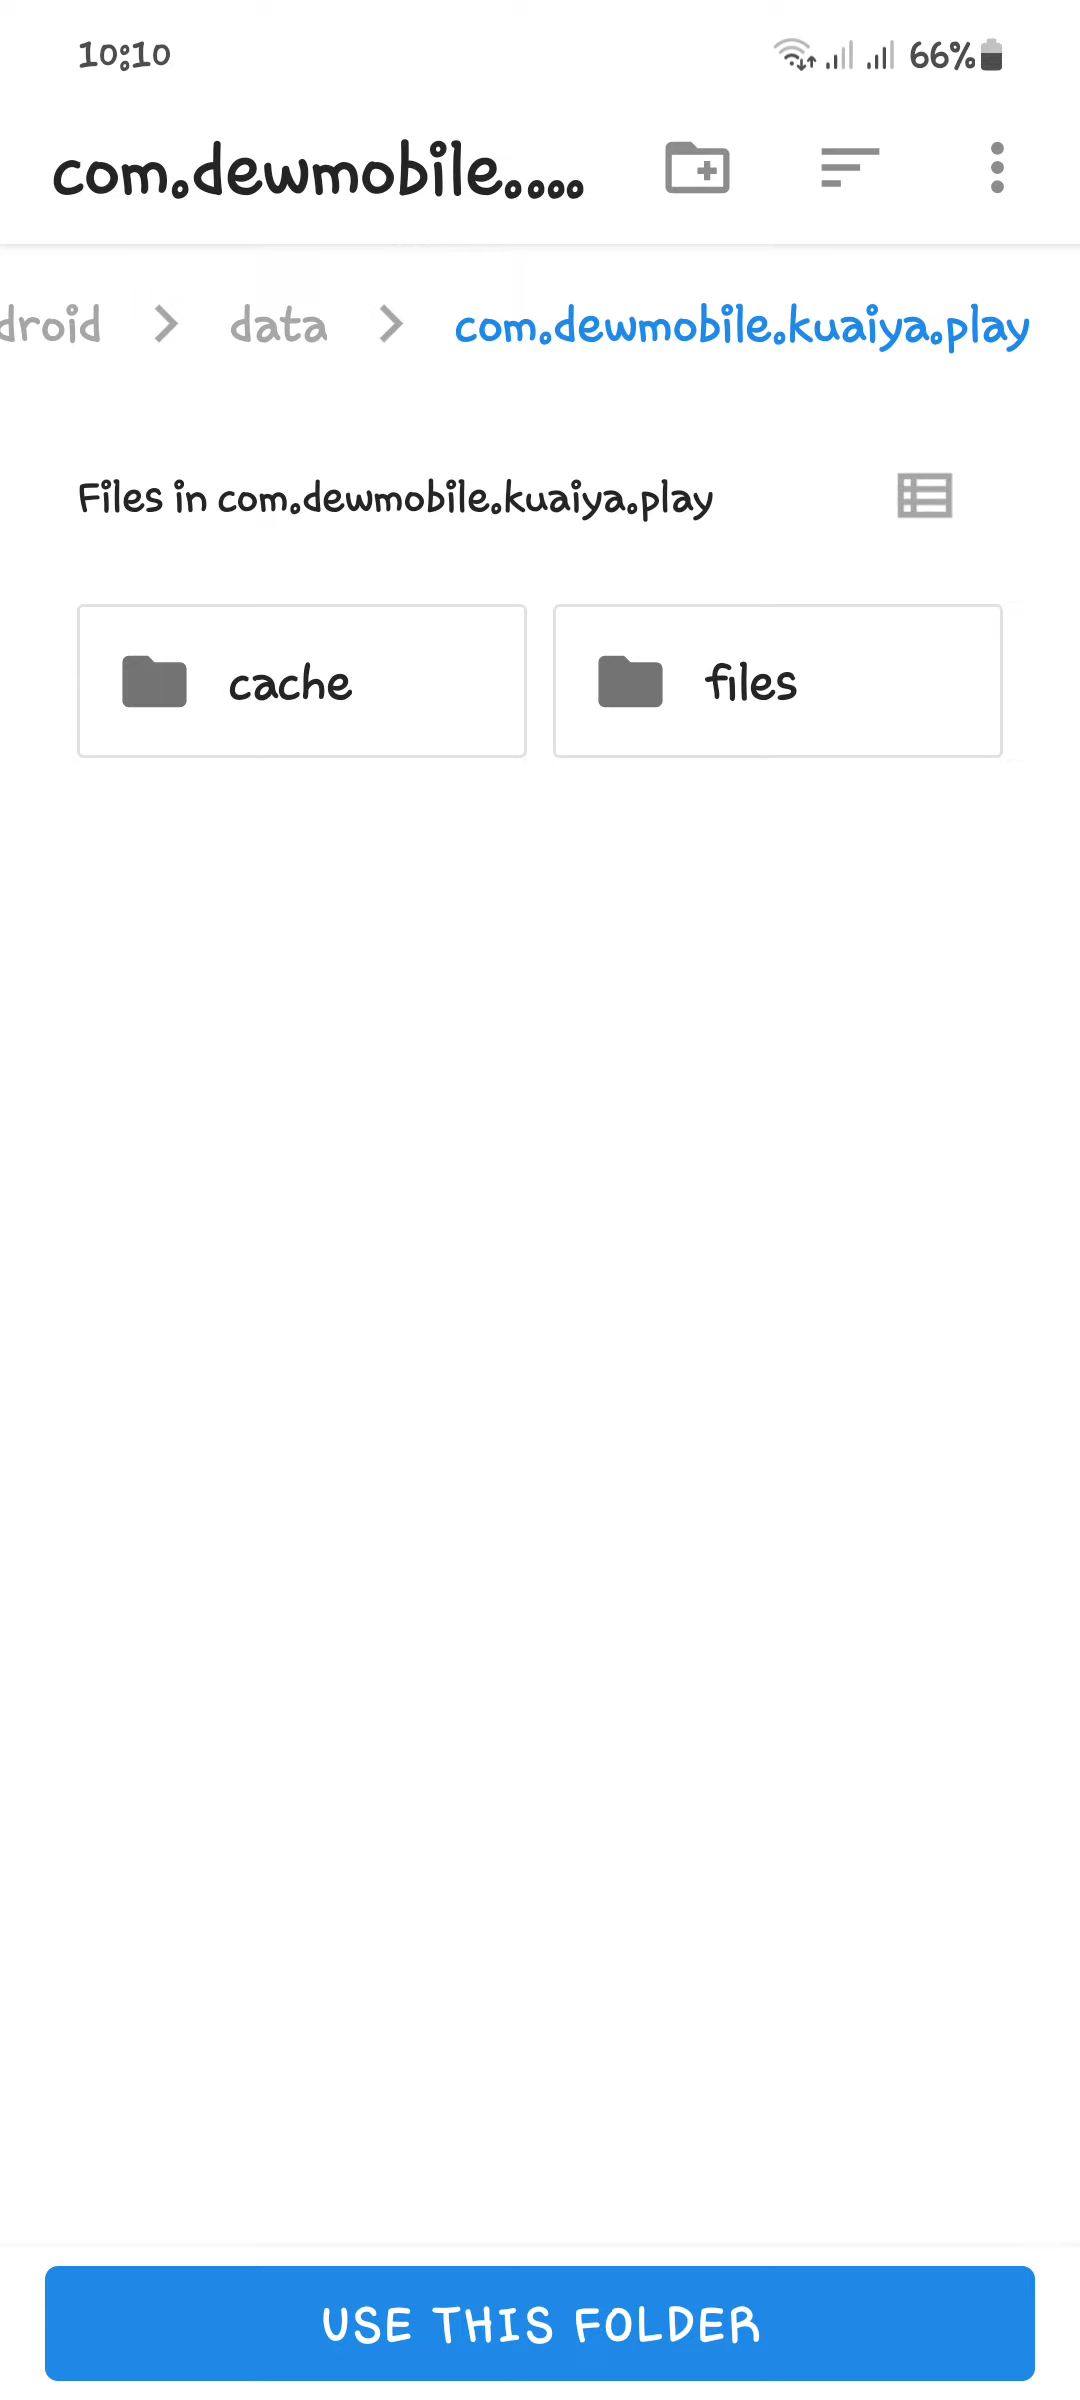 10:10 66%
com.dewmobile....
droid > data > com.dewmobile.kuaiya.play
Files in com.dewmobile.kuaiya.play
cache files
USE THIS FOLDER